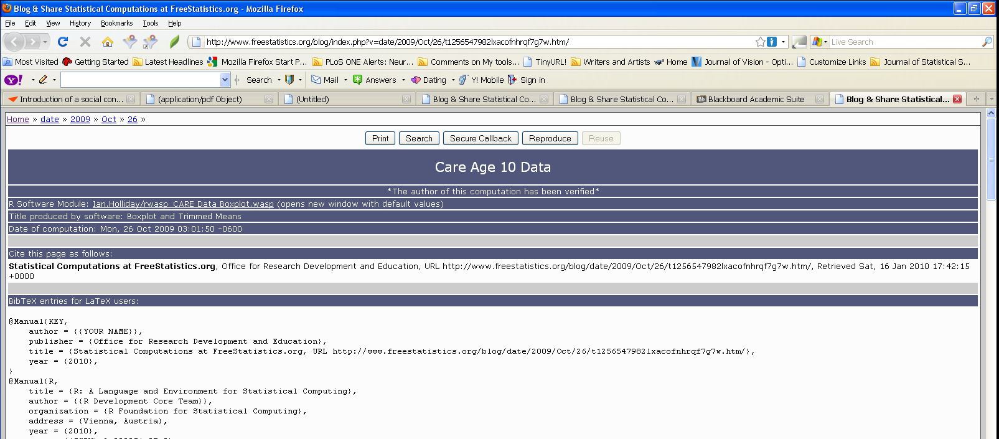 Blog & Share Statistical Computations at FreeStatistics.org - Mozilla Firefox
File Edit View History Bookmarks Tools Help
http://www.freestatistics.org/blog/index.php?v=date/2009/Oct/26/t1256547982lxacofnhrqf7g7w.htm/ Live Search
Most Visited Getting Started Latest Headlines Mozilla Firefox Start P... PLoS ONE Alerts: Neur... Comments on My tools... TinyURL! Writers and Artists Home Journal of Vision - Opti... Customize Links Journal of Statistical S...
Y! Search Mail Answers Dating Y! Mobile Sign in
Introduction of a social con... (application/pdf Object) (Untitled) Blog & Share Statistical Co... Blog & Share Statistical Co... Bb Blackboard Academic Suite Blog & Share Statistical...
Home » date » 2009 » Oct » 26 »
Print Search Secure Callback Reproduce Reuse
Care Age 10 Data
*The author of this computation has been verified*
R Software Module: Ian.Holliday/rwasp_CARE Data Boxplot.wasp (opens new window with default values)
Title produced by software: Boxplot and Trimmed Means
Date of computation: Mon, 26 Oct 2009 03:01:50 -0600
Cite this page as follows:
Statistical Computations at FreeStatistics.org, Office for Research Development and Education, URL http://www.freestatistics.org/blog/date/2009/Oct/26/t1256547982lxacofnhrqf7g7w.htm/, Retrieved Sat, 16 Jan 2010 17:42:15
+0000
BibTeX entries for LaTeX users:
@Manual{KEY,
author = {{YOUR NAME}},
publisher = {Office for Research Development and Education},
title = {Statistical Computations at FreeStatistics.org, URL http://www.freestatistics.org/blog/date/2009/Oct/26/t1256547982lxacofnhrqf7g7w.htm/},
year = {2010},
}
@Manual{R,
title = {R: A Language and Environment for Statistical Computing},
author = {{R Development Core Team}},
organization = {R Foundation for Statistical Computing},
address = {Vienna, Austria},
year = {2010},